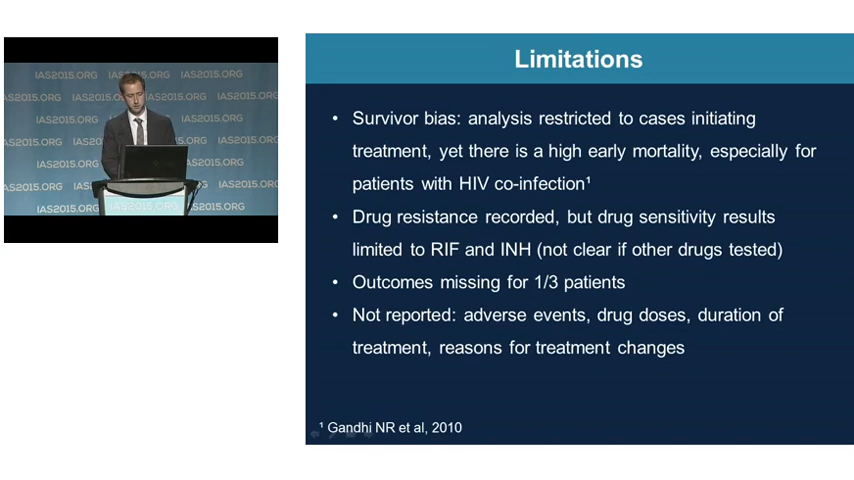 IAS2015.ORG IAS2015.ORG IAS2015.ORG
IAS2015.ORG
IAS2015.ORG
IAS2015.ORG
IAS2015.ORG
IAS2015.ORG IAS2015.ORG
Limitations
• Survivor bias: analysis restricted to cases initiating
treatment, yet there is a high early mortality, especially for
patients with HIV co-infection¹
• Drug resistance recorded, but drug sensitivity results
limited to RIF and INH (not clear if other drugs tested)
• Outcomes missing for 1/3 patients
• Not reported: adverse events, drug doses, duration of
treatment, reasons for treatment changes
¹ Gandhi NR et al, 2010